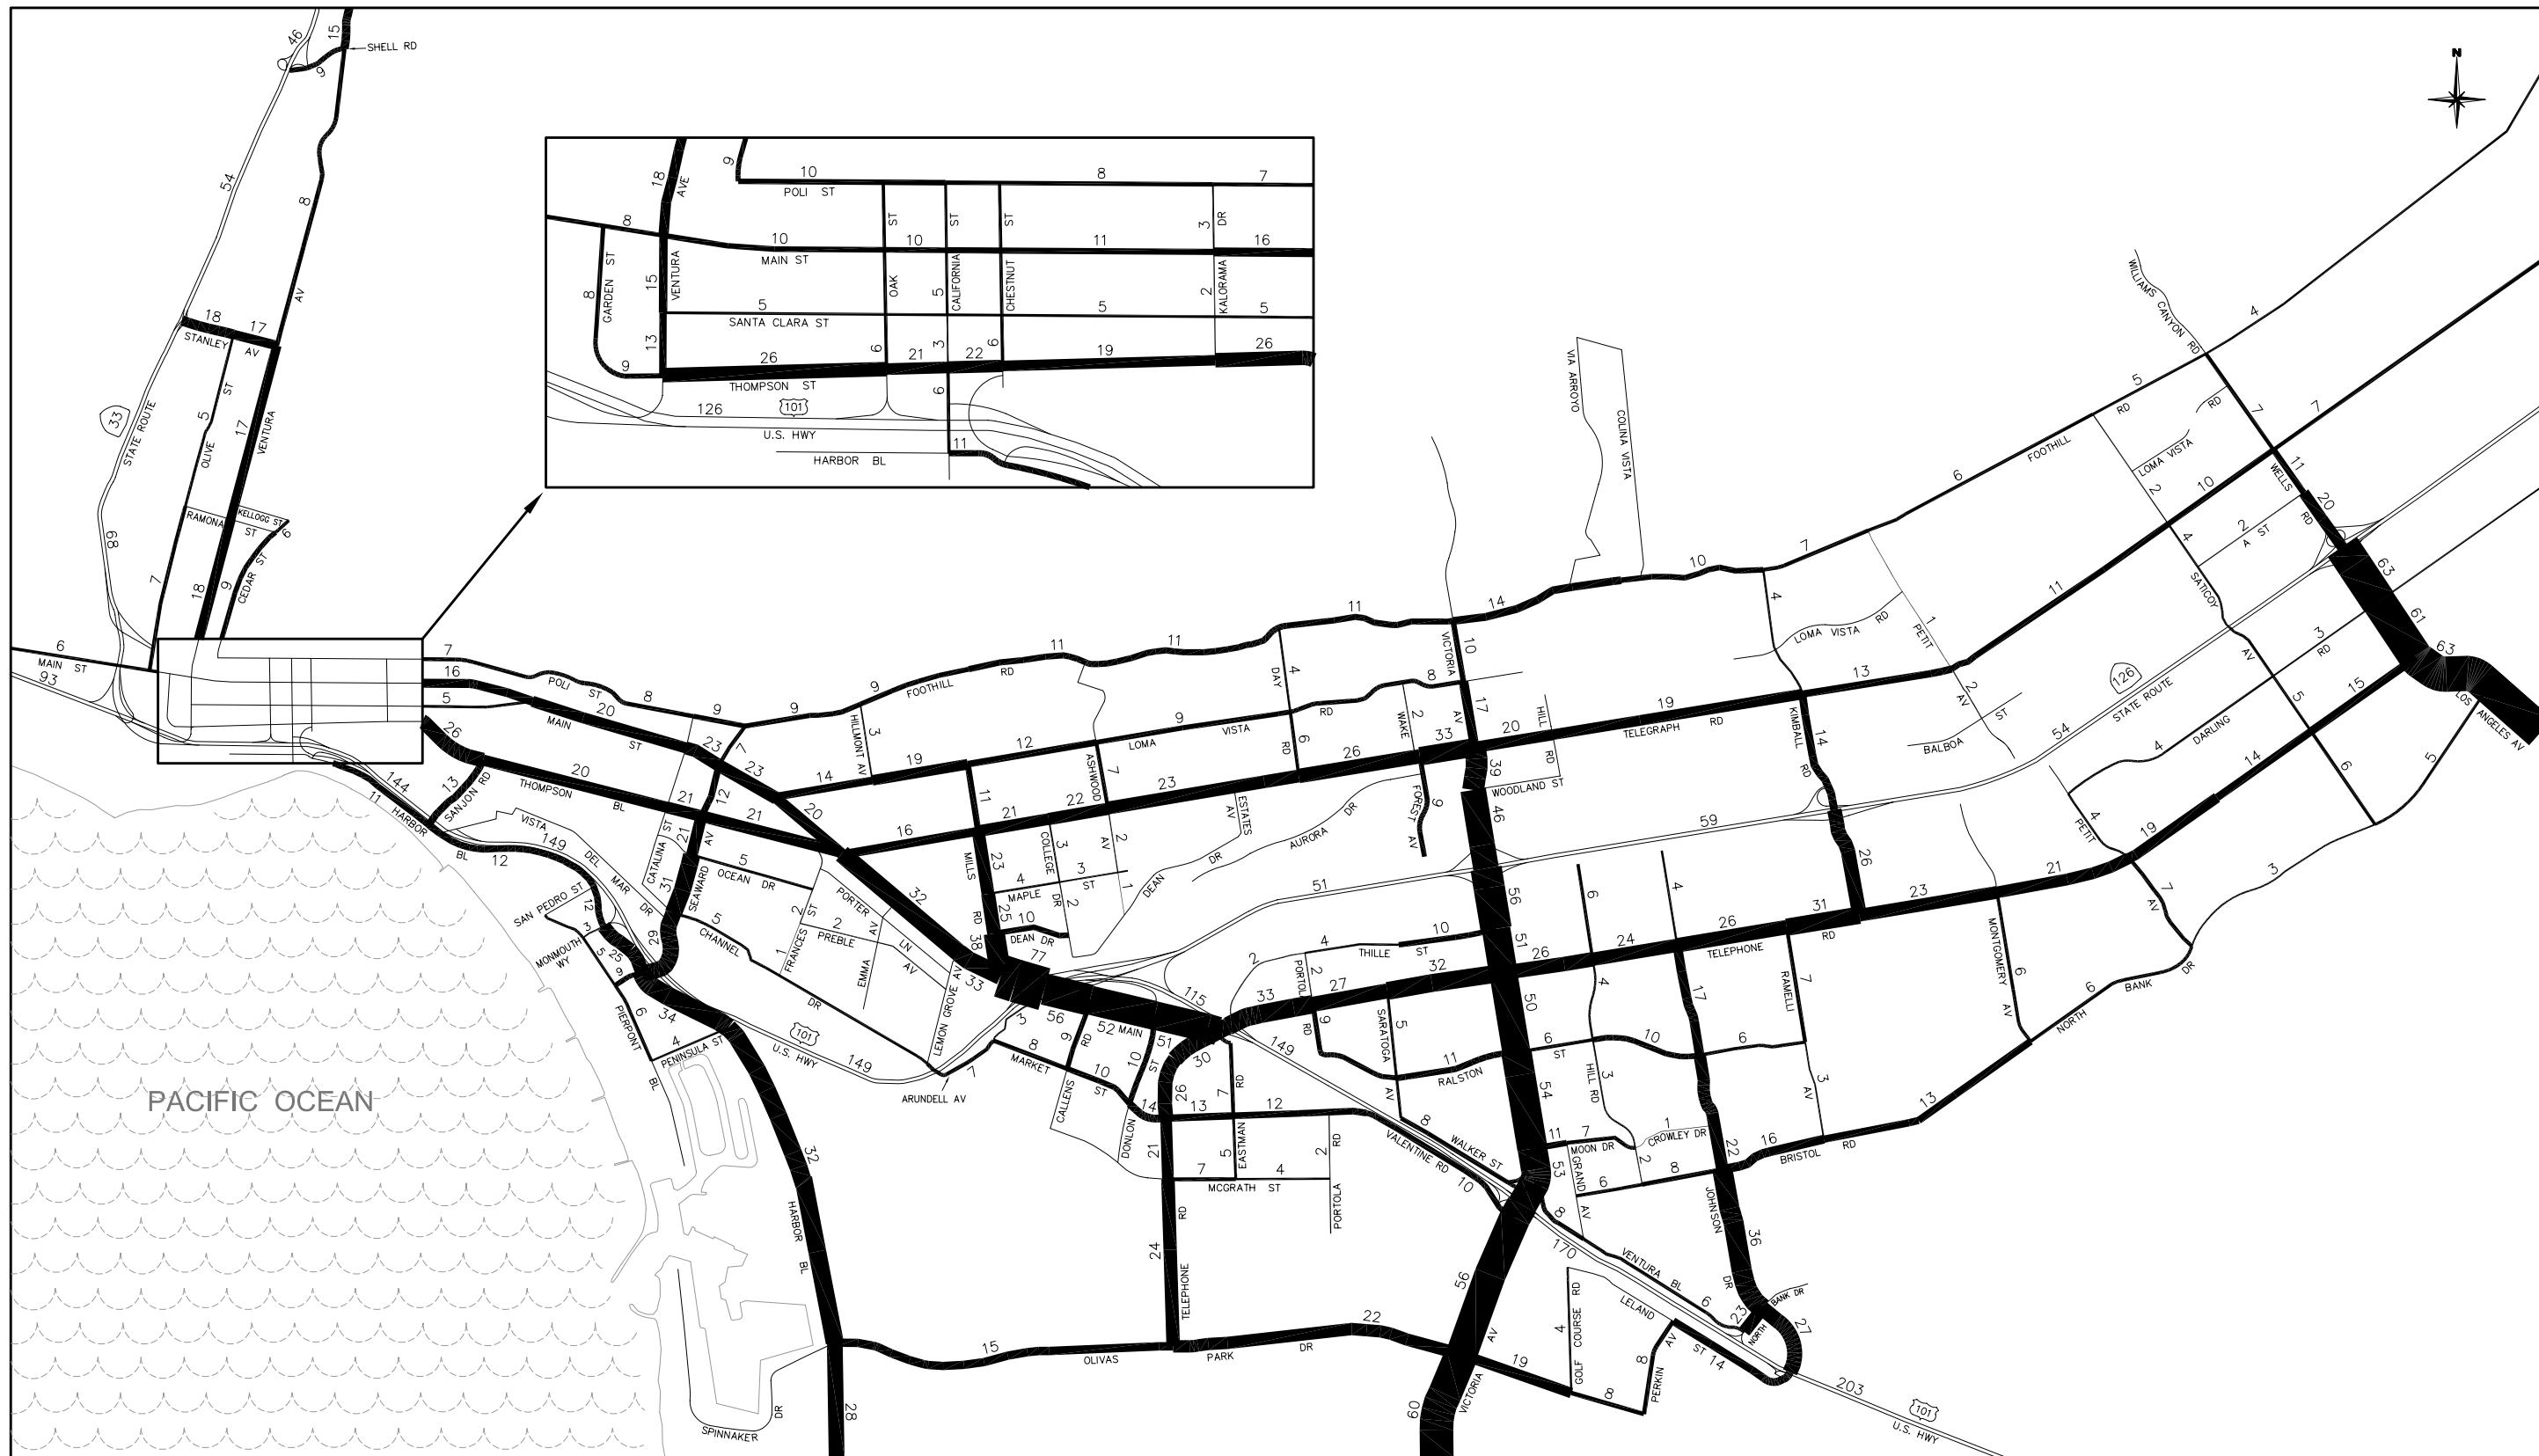 46
15
SHELL RD
9
N
54
8
AV
18
17
STANLEY AV
33
STATE ROUTE
OLIVE ST
5
17
VENTURA
RAMONA ST
KELLOGG ST
6
68
7
18
9
CEDAR ST
9
10
8
7
POLI ST
18
AVE
8
10
10
11
16
MAIN ST
3
DR
8
GARDEN ST
15
VENTURA
OAK ST
5
CALIFORNIA ST
CHESTNUT ST
2
KALORAMA
5
5
5
SANTA CLARA ST
13
6
3
6
9
26
21
22
19
26
THOMPSON ST
6
126
101
U.S. HWY
11
HARBOR BL
WILLIAMS CANYON RD
4
5
RD
7
RD
7
VIA ARROYO
COLINA VISTA
FOOTHILL
LOMA VISTA
11
WELLS RD
6
2
10
20
2
A ST
4
10
7
11
63
SATICOY AV
14
11
11
11
4
LOMA VISTA RD
1
PETIT AV
61
3
RD
63
6
MAIN ST
93
7
16
5
26
POLI ST
8
9
9
9
FOOTHILL RD
VICTORIA AV
10
DAY RD
4
8
13
2
126
STATE ROUTE
5
15
LOS ANGELES AV
MAIN ST
20
23
7
23
HILLMONT AV
3
9
LOMA VISTA RD
WAKE
2
17
HILL RD
19
TELEGRAPH RD
KIMBALL RD
14
BALBOA ST
54
4
DARLING
14
6
5
144
11
HARBOR BL
13
SANJON RD
20
THOMPSON BL
21
12
21
20
14
19
12
ASHWOOD AV
7
6
26
33
20
39
WOODLAND ST
11
21
22
23
ESTATES AV
AURORA DR
FOREST AV
9
46
59
4
PETIT AV
19
12
VISTA DEL MAR DR
149
CATALINA ST
21
SEAWARD AV
31
5
OCEAN DR
16
MILLS RD
23
COLLEGE DR
3
2
1
DEAN DR
51
56
6
4
26
23
21
7
3
SAN PEDRO ST
12
3
MONMOUTH WY
5
25
9
29
5
CHANNEL DR
2
1
FRANCES ST
2
PREBLE AV
PORTER LN
EMMA AV
32
4
MAPLE ST
3
2
25
10
DEAN DR
38
77
2
4
THILLE ST
10
51
26
24
26
31
TELEPHONE RD
MONTGOMERY AV
6
6
NORTH BANK DR
PIERPONT BL
6
34
4
PENINSULA ST
101
U.S. HWY
149
LEMON GROVE AV
33
3
7
ARUNDELL AV
8
MARKET ST
10
56
52
MAIN ST
51
6
CALLENS RD
10
DONLON
115
33
PORTOLA RD
2
27
32
30
149
9
SARATOGA AV
5
11
RALSTON ST
50
6
4
17
10
6
RAMELLI AV
7
3
PACIFIC OCEAN
26
14
13
12
7
EASTMAN RD
5
2
PORTOLA RD
21
7
4
MCGRATH ST
VALENTINE RD
10
8
WALKER ST
54
11
7
MOON DR
53
GRAND AV
6
HILL RD
3
2
8
1
CROWLEY DR
22
16
BRISTOL RD
13
32
HARBOR BL
24
TELEPHONE RD
8
170
VENTURA BL
6
JOHNSON DR
36
56
VICTORIA AV
LELAND ST
14
23
NORTH BANK DR
27
15
OLIVAS PARK DR
22
19
4
GOLF COURSE RD
8
8
PERKIN AV
203
101
U.S. HWY
28
60
SPINNAKER DR